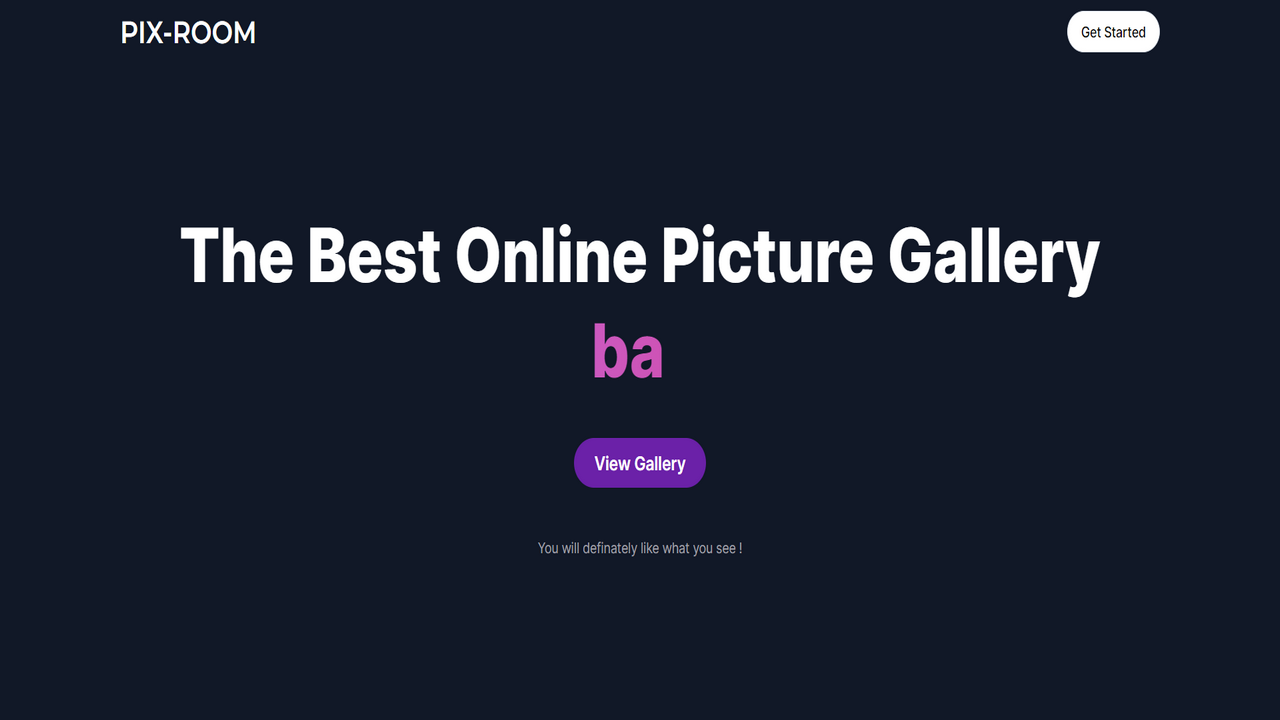 PIX-ROOM
Get Started
The Best Online Picture Gallery
ba
View Gallery
You will definately like what you see !